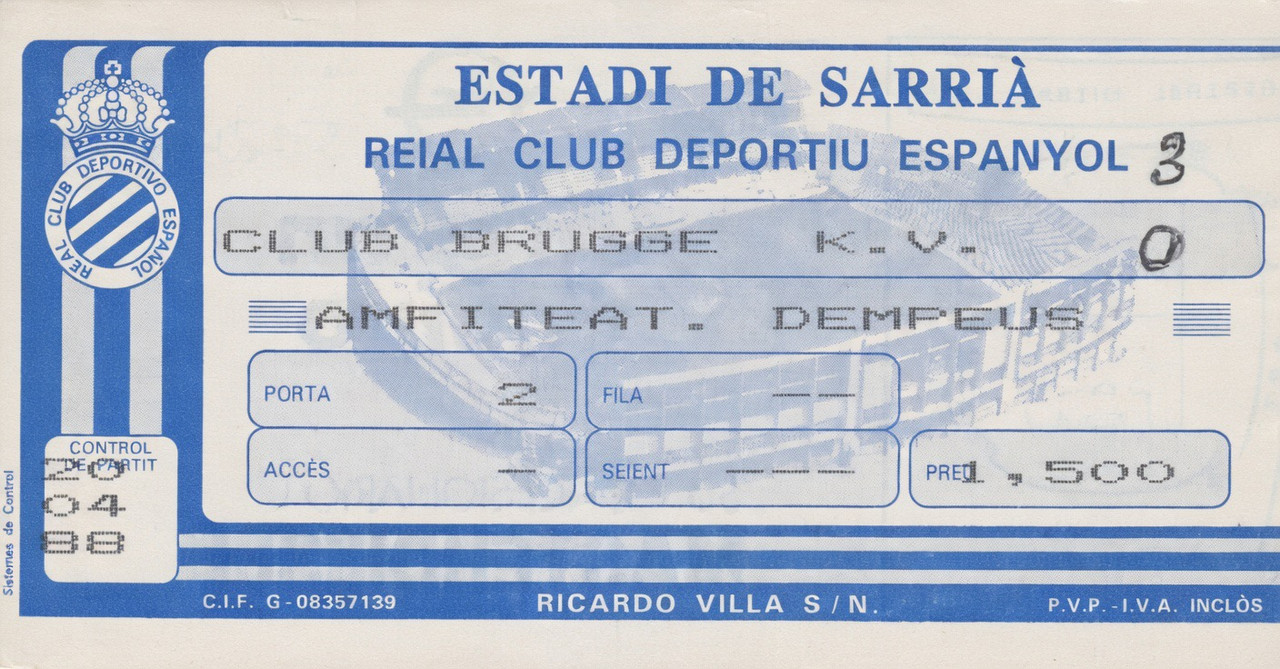 ESTADI DE SARRIÀ
REIAL CLUB DEPORTIU ESPANYOL 3
REAL CLUB DEPORTIVO ESPAÑOL
CLUB BRUGGE K.V. 0
AMFITEAT. DEMPEUS
PORTA 2
FILA --
ACCÈS -
SEIENT ---
PREU 1,500
CONTROL
DE PARTIT
20
04
88
Sistemes de Control
C.I.F. G-08357139
RICARDO VILLA S/N.
P.V.P.-I.V.A. INCLÒS